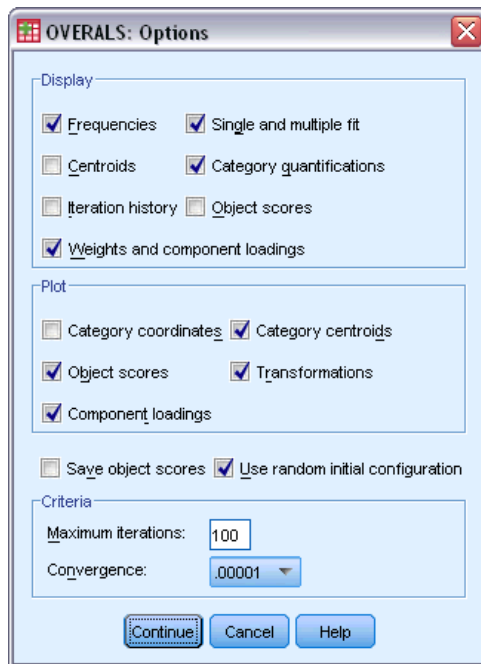 OVERALS: Options
Display
Frequencies Single and multiple fit
Centroids Category quantifications
Iteration history Object scores
Weights and component loadings
Plot
Category coordinates Category centroids
Object scores Transformations
Component loadings
Save object scores Use random initial configuration
Criteria
Maximum iterations: 100
Convergence: .00001
Continue Cancel Help